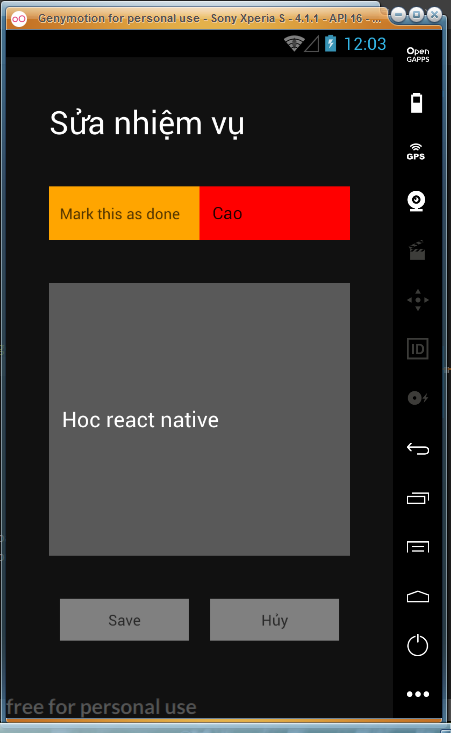 Genymotion for personal use - Sony Xperia S - 4.1.1 - API 16 - ...
12:03
Open
GAPPS
GPS
Sửa nhiệm vụ
Mark this as done
Cao
Hoc react native
ID
Save
Húy
free for personal use